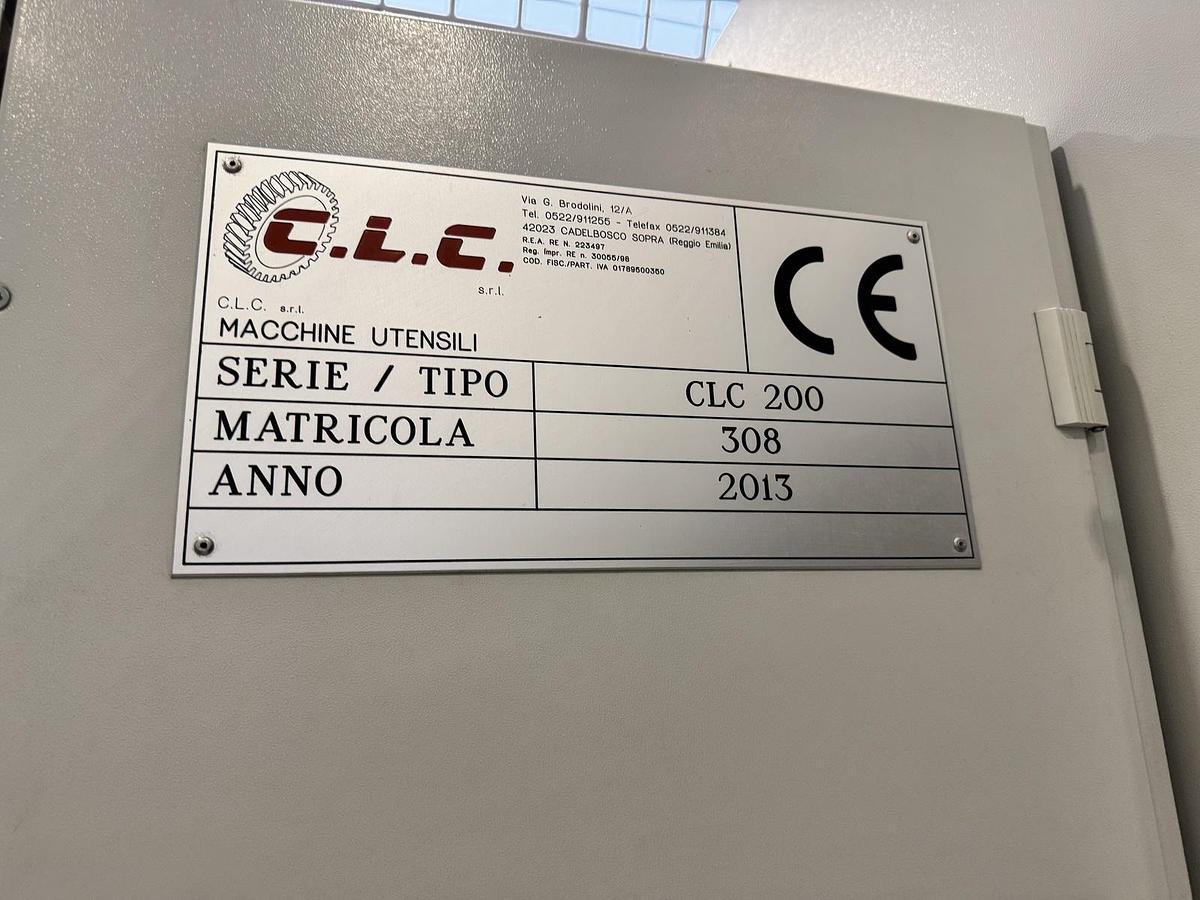 C.L.C.
s.r.l.
Via G. Brodolini, 12/A
Tel. 0522/911255 - Telefax 0522/911384
42023 CADELBOSCO SOPRA (Reggio Emilia)
R.E.A. RE N. 223497
Reg. Impr. RE n. 30055/98
COD. FISC./PART. IVA 01789500350
CE
C.L.C. s.r.l.
MACCHINE UTENSILI
SERIE / TIPO CLC 200
MATRICOLA 308
ANNO 2013